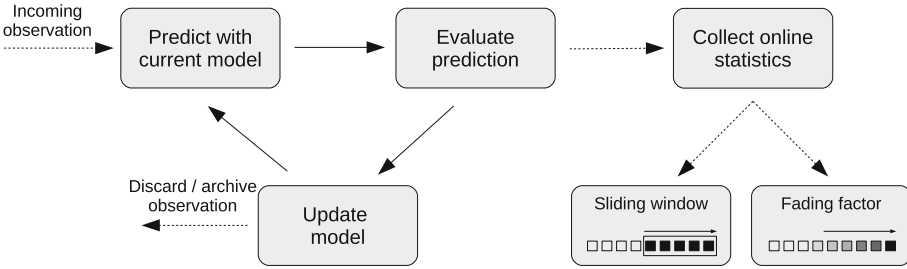 Incoming
observation
Predict with
current model
Evaluate
prediction
Collect online
statistics
Discard / archive
observation
Update
model
Sliding window
Fading factor